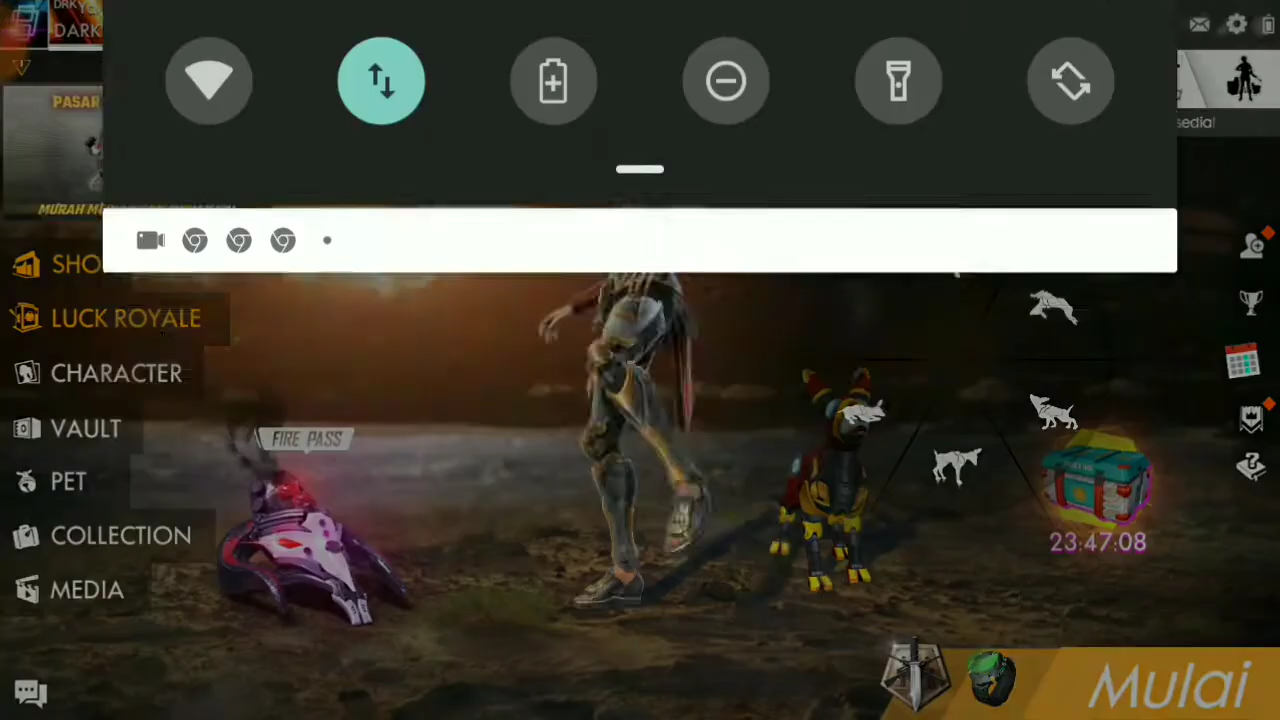 DARK
PASAR
sedia!
SHO
LUCK ROYALE
CHARACTER
VAULT
FIRE PASS
PET
COLLECTION
23:47:08
MEDIA
Mulai